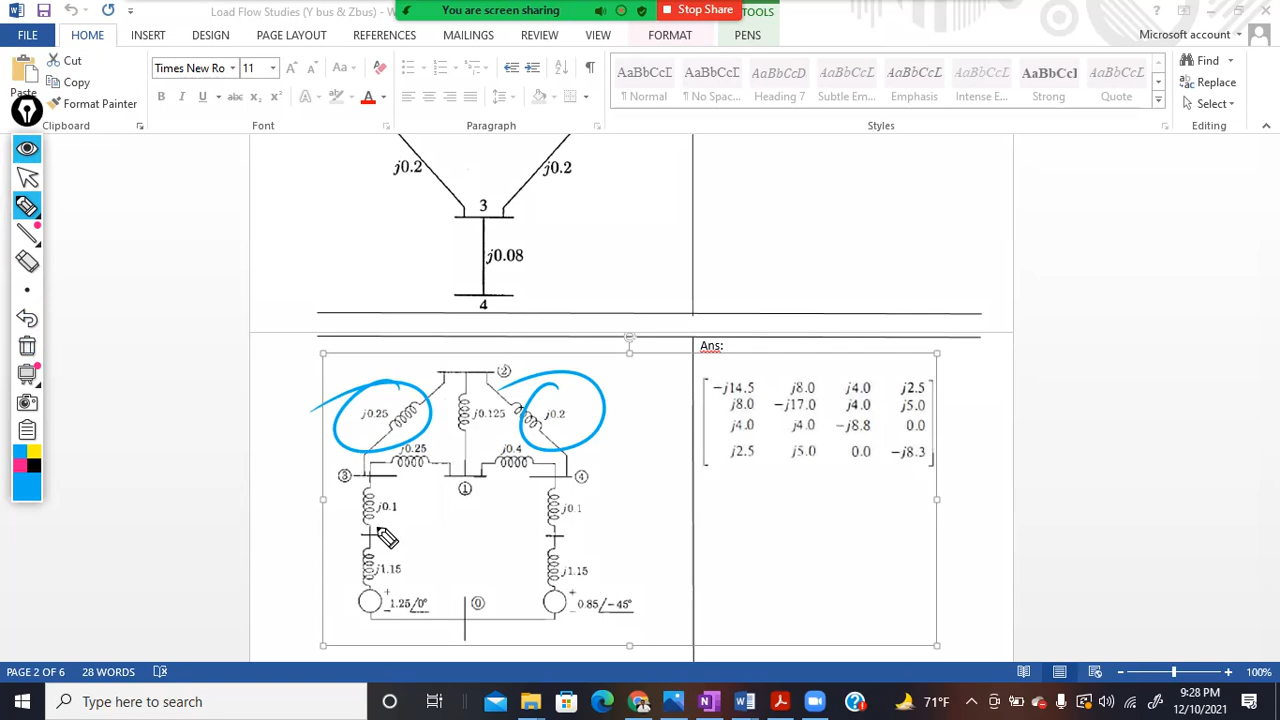 Load Flow Studies (Y bus & Zbus)
You are screen sharing
Stop Share
TOOLS
FILE
HOME
INSERT
DESIGN
PAGE LAYOUT
REFERENCES
MAILINGS
REVIEW
VIEW
FORMAT
PENS
Microsoft account
Paste
Cut
Copy
Format Painter
Clipboard
Times New Ro
11
Font
Paragraph
AaBbCcI
¶ Normal
AaBbCcL
¶ No Spac...
AaBbCcD
Heading 7
AaBbCcL
Subtle Em...
AaBbCcL
Emphasis
AaBbCcL
Intense E...
AaBbCcl
Strong
AaBbCcL
Quote
Styles
Find
Replace
Select
Editing
j0.2
j0.2
3
j0.08
4
Ans:
②
j0.25
j0.125
j0.2
j0.25
j0.4
③
①
④
j0.1
j0.1
j1.15
j1.15
+
−
1.25/0°
⓪
+
−
0.85/−45°
−j14.5 j8.0 j4.0 j2.5
j8.0 −j17.0 j4.0 j5.0
j4.0 j4.0 −j8.8 0.0
j2.5 j5.0 0.0 −j8.3
PAGE 2 OF 6
28 WORDS
100%
Type here to search
71°F
9:28 PM
12/10/2021